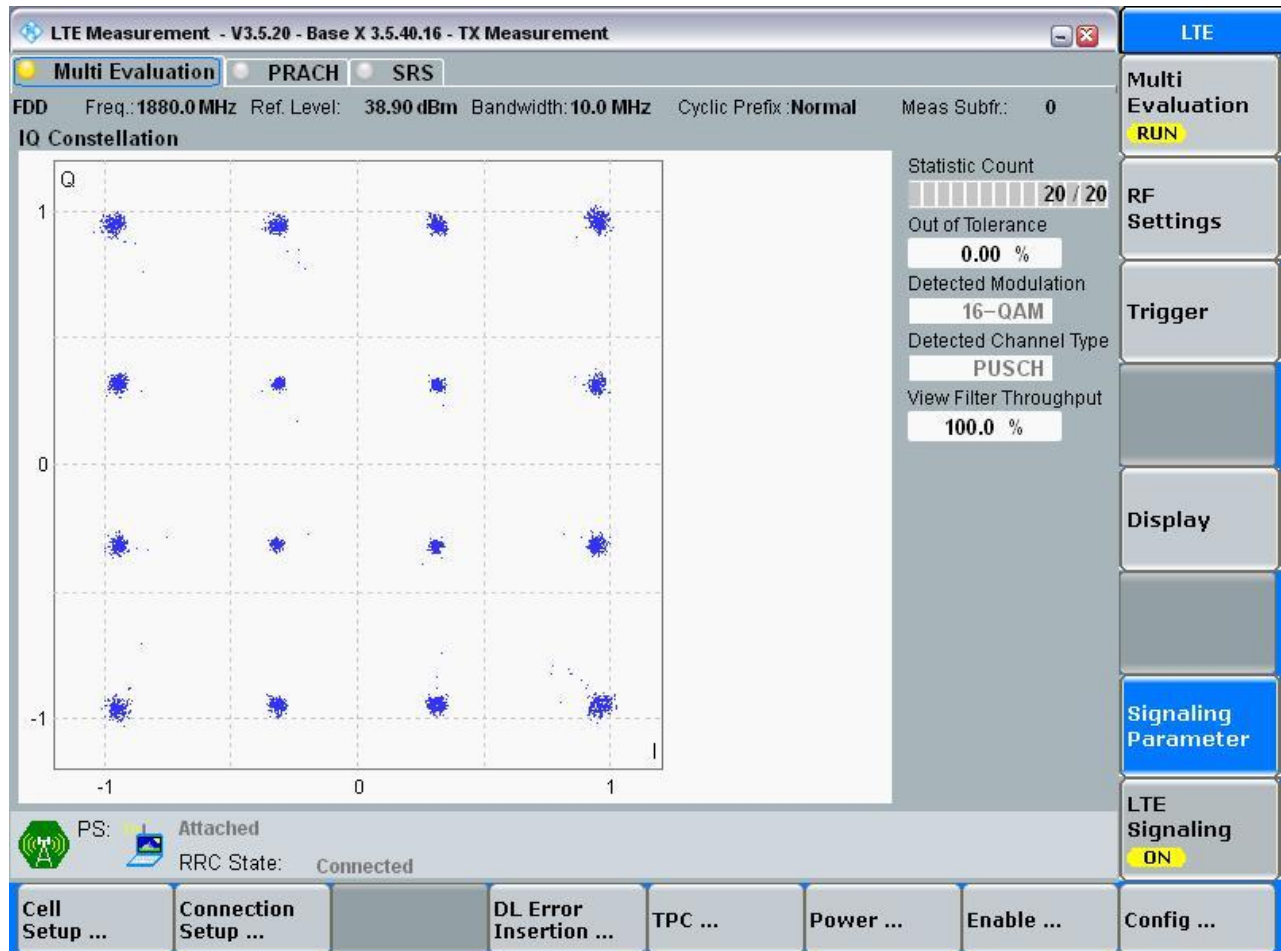 LTE Measurement - V3.5.20 - Base X 3.5.40.16 - TX Measurement
LTE
Multi Evaluation PRACH SRS
FDD Freq.: 1880.0 MHz Ref. Level: 38.90 dBm Bandwidth: 10.0 MHz Cyclic Prefix : Normal Meas Subfr.: 0
IQ Constellation
Q
1
0
-1
-1 0 1
I
Statistic Count
20 / 20
Out of Tolerance
0.00 %
Detected Modulation
16-QAM
Detected Channel Type
PUSCH
View Filter Throughput
100.0 %
Multi
Evaluation
RUN
RF
Settings
Trigger
Display
Signaling
Parameter
LTE
Signaling
ON
PS: Attached
RRC State: Connected
Cell
Setup ...
Connection
Setup ...
DL Error
Insertion ...
TPC ...
Power ...
Enable ...
Config ...